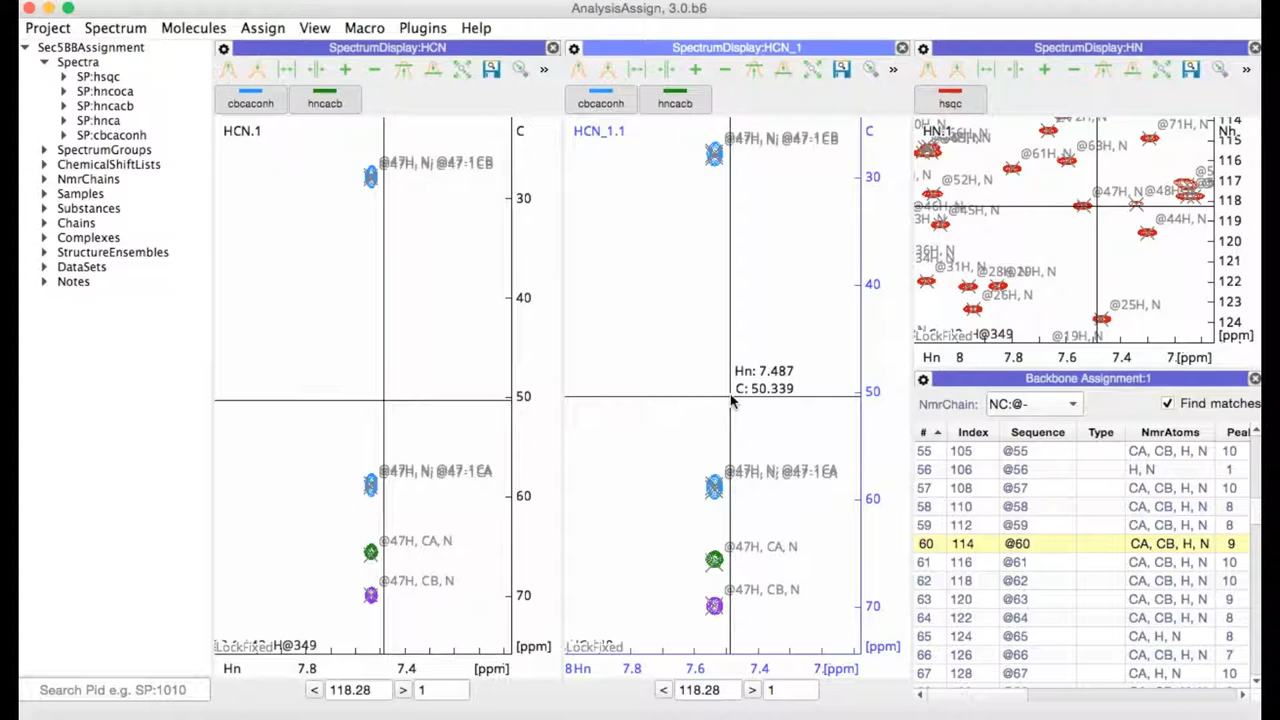 AnalysisAssign, 3.0.b6
Project Spectrum Molecules Assign View Macro Plugins Help
Sec5BBAssignment
Spectra
SP:hsqc
SP:hncoca
SP:hncacb
SP:hnca
SP:cbcaconh
SpectrumGroups
ChemicalShiftLists
NmrChains
Samples
Substances
Chains
Complexes
StructureEnsembles
DataSets
Notes
Search Pid e.g. SP:1010
SpectrumDisplay:HCN
»
cbcaconh hncacb
HCN.1
C
@47H, N; @47-1CB
30
40
50
@47H, N; @47-1CA
60
@47H, CA, N
@47H, CB, N
70
LockFixed H@349
[ppm]
Hn 7.8 7.4 [ppm]
< 118.28 > 1
SpectrumDisplay:HCN_1
»
cbcaconh hncacb
HCN_1.1
C
@47H, N; @47-1CB
30
40
Hn: 7.487
C: 50.339
50
@47H, N; @47-1CA
60
@47H, CA, N
@47H, CB, N
70
LockFixed
[ppm]
8Hn 7.8 7.6 7.4 7.[ppm]
< 118.28 > 1
SpectrumDisplay:HN
»
hsqc
HN.1
Nh
114
@71H, N
115
@63H, N
@61H, N
116
@52H, N
117
@47H, N
@48H
118
@45H, N
@44H, N
119
120
@31H, N
121
@28H
122
@26H, N
@25H, N
123
@19H, N
124
LockFixed H@349
[ppm]
Hn 8 7.8 7.6 7.4 7.[ppm]
Backbone Assignment:1
NmrChain: NC:@- Find matches
# Index Sequence Type NmrAtoms Peal
55 105 @55 CA, CB, H, N 10
56 106 @56 H, N 1
57 108 @57 CA, CB, H, N 10
58 110 @58 CA, CB, H, N 8
59 112 @59 CA, CB, H, N 8
60 114 @60 CA, CB, H, N 9
61 116 @61 CA, CB, H, N 10
62 118 @62 CA, CB, H, N 10
63 120 @63 CA, CB, H, N 9
64 122 @64 CA, CB, H, N 8
65 124 @65 CA, H, N 8
66 126 @66 CA, CB, H, N 7
67 128 @67 CA, H, N 10